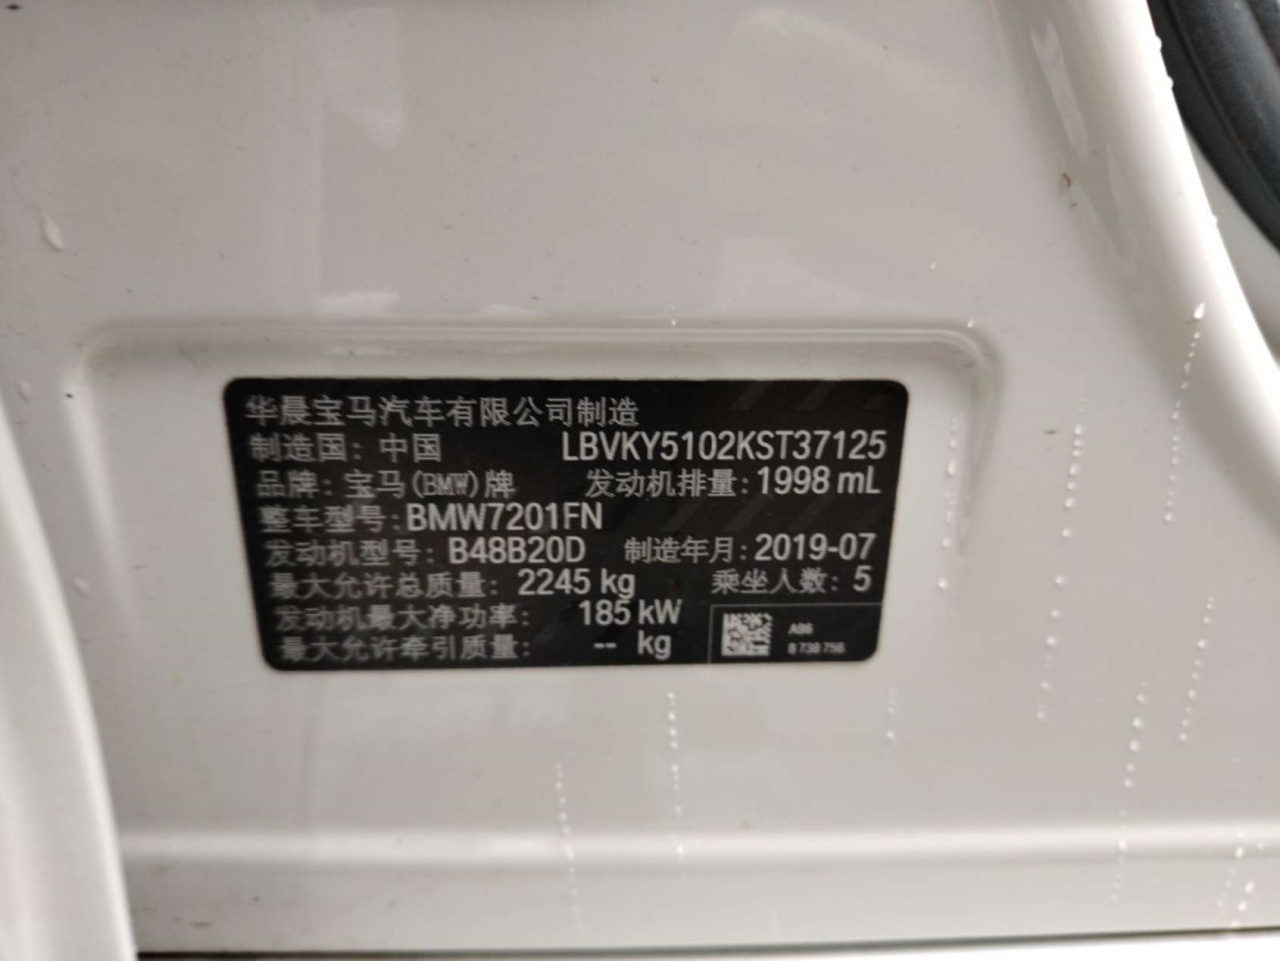 华晨宝马汽车有限公司制造
制造国：中国 LBVKY5102KST37125
品牌：宝马(BMW)牌 发动机排量：1998 mL
整车型号：BMW7201FN
发动机型号：B48B20D 制造年月：2019-07
最大允许总质量：2245 kg 乘坐人数：5
发动机最大净功率：185 kW
最大允许牵引质量：-- kg
A96
8 738 756